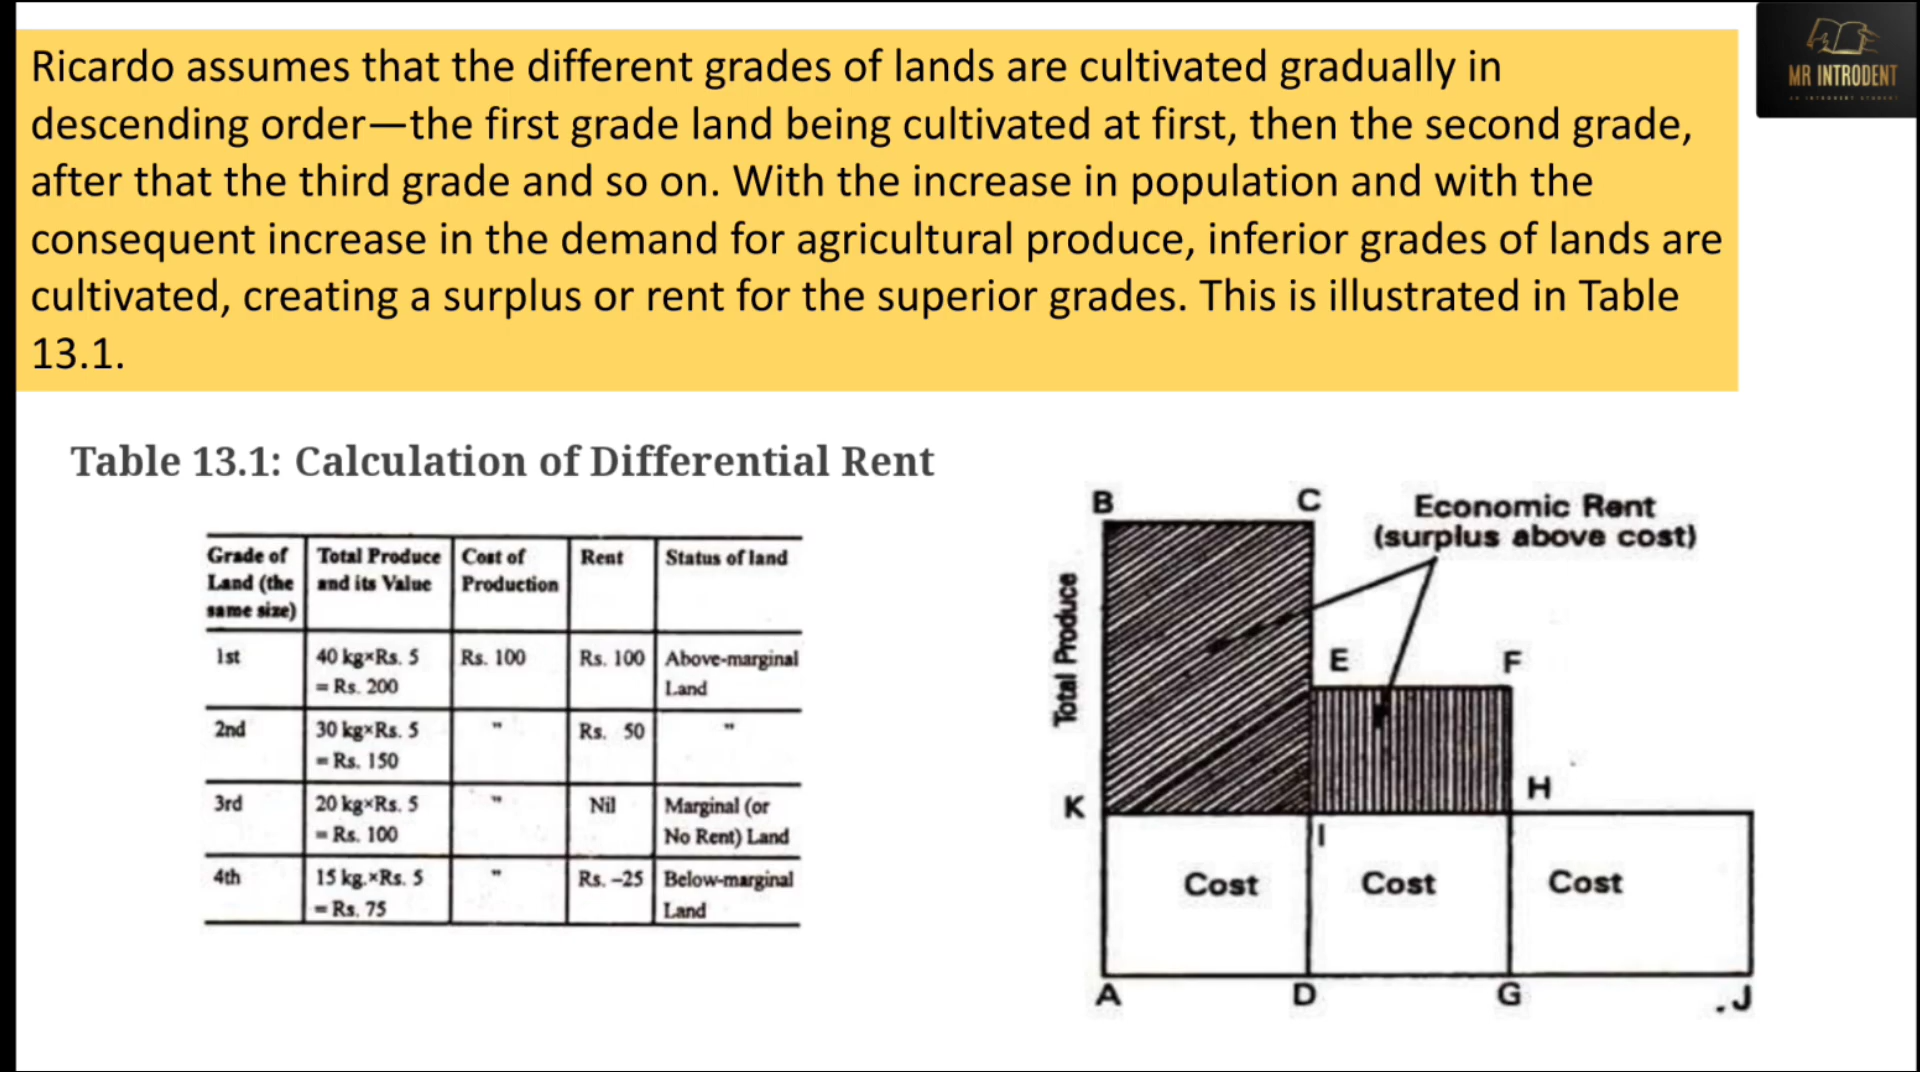 Ricardo assumes that the different grades of lands are cultivated gradually in
descending order—the first grade land being cultivated at first, then the second grade,
after that the third grade and so on. With the increase in population and with the
consequent increase in the demand for agricultural produce, inferior grades of lands are
cultivated, creating a surplus or rent for the superior grades. This is illustrated in Table
13.1.
MR INTRODENT
AN INTROVERT STUDENT
Table 13.1: Calculation of Differential Rent
Grade of Land (the same size) Total Produce and its Value Cost of Production Rent Status of land
1st 40 kg×Rs. 5 = Rs. 200 Rs. 100 Rs. 100 Above-marginal Land
2nd 30 kg×Rs. 5 = Rs. 150 " Rs. 50 "
3rd 20 kg×Rs. 5 = Rs. 100 " Nil Marginal (or No Rent) Land
4th 15 kg.×Rs. 5 = Rs. 75 " Rs. –25 Below-marginal Land
B C Economic Rent
(surplus above cost)
Total Produce
E F
K H
I
Cost Cost Cost
A D G .J